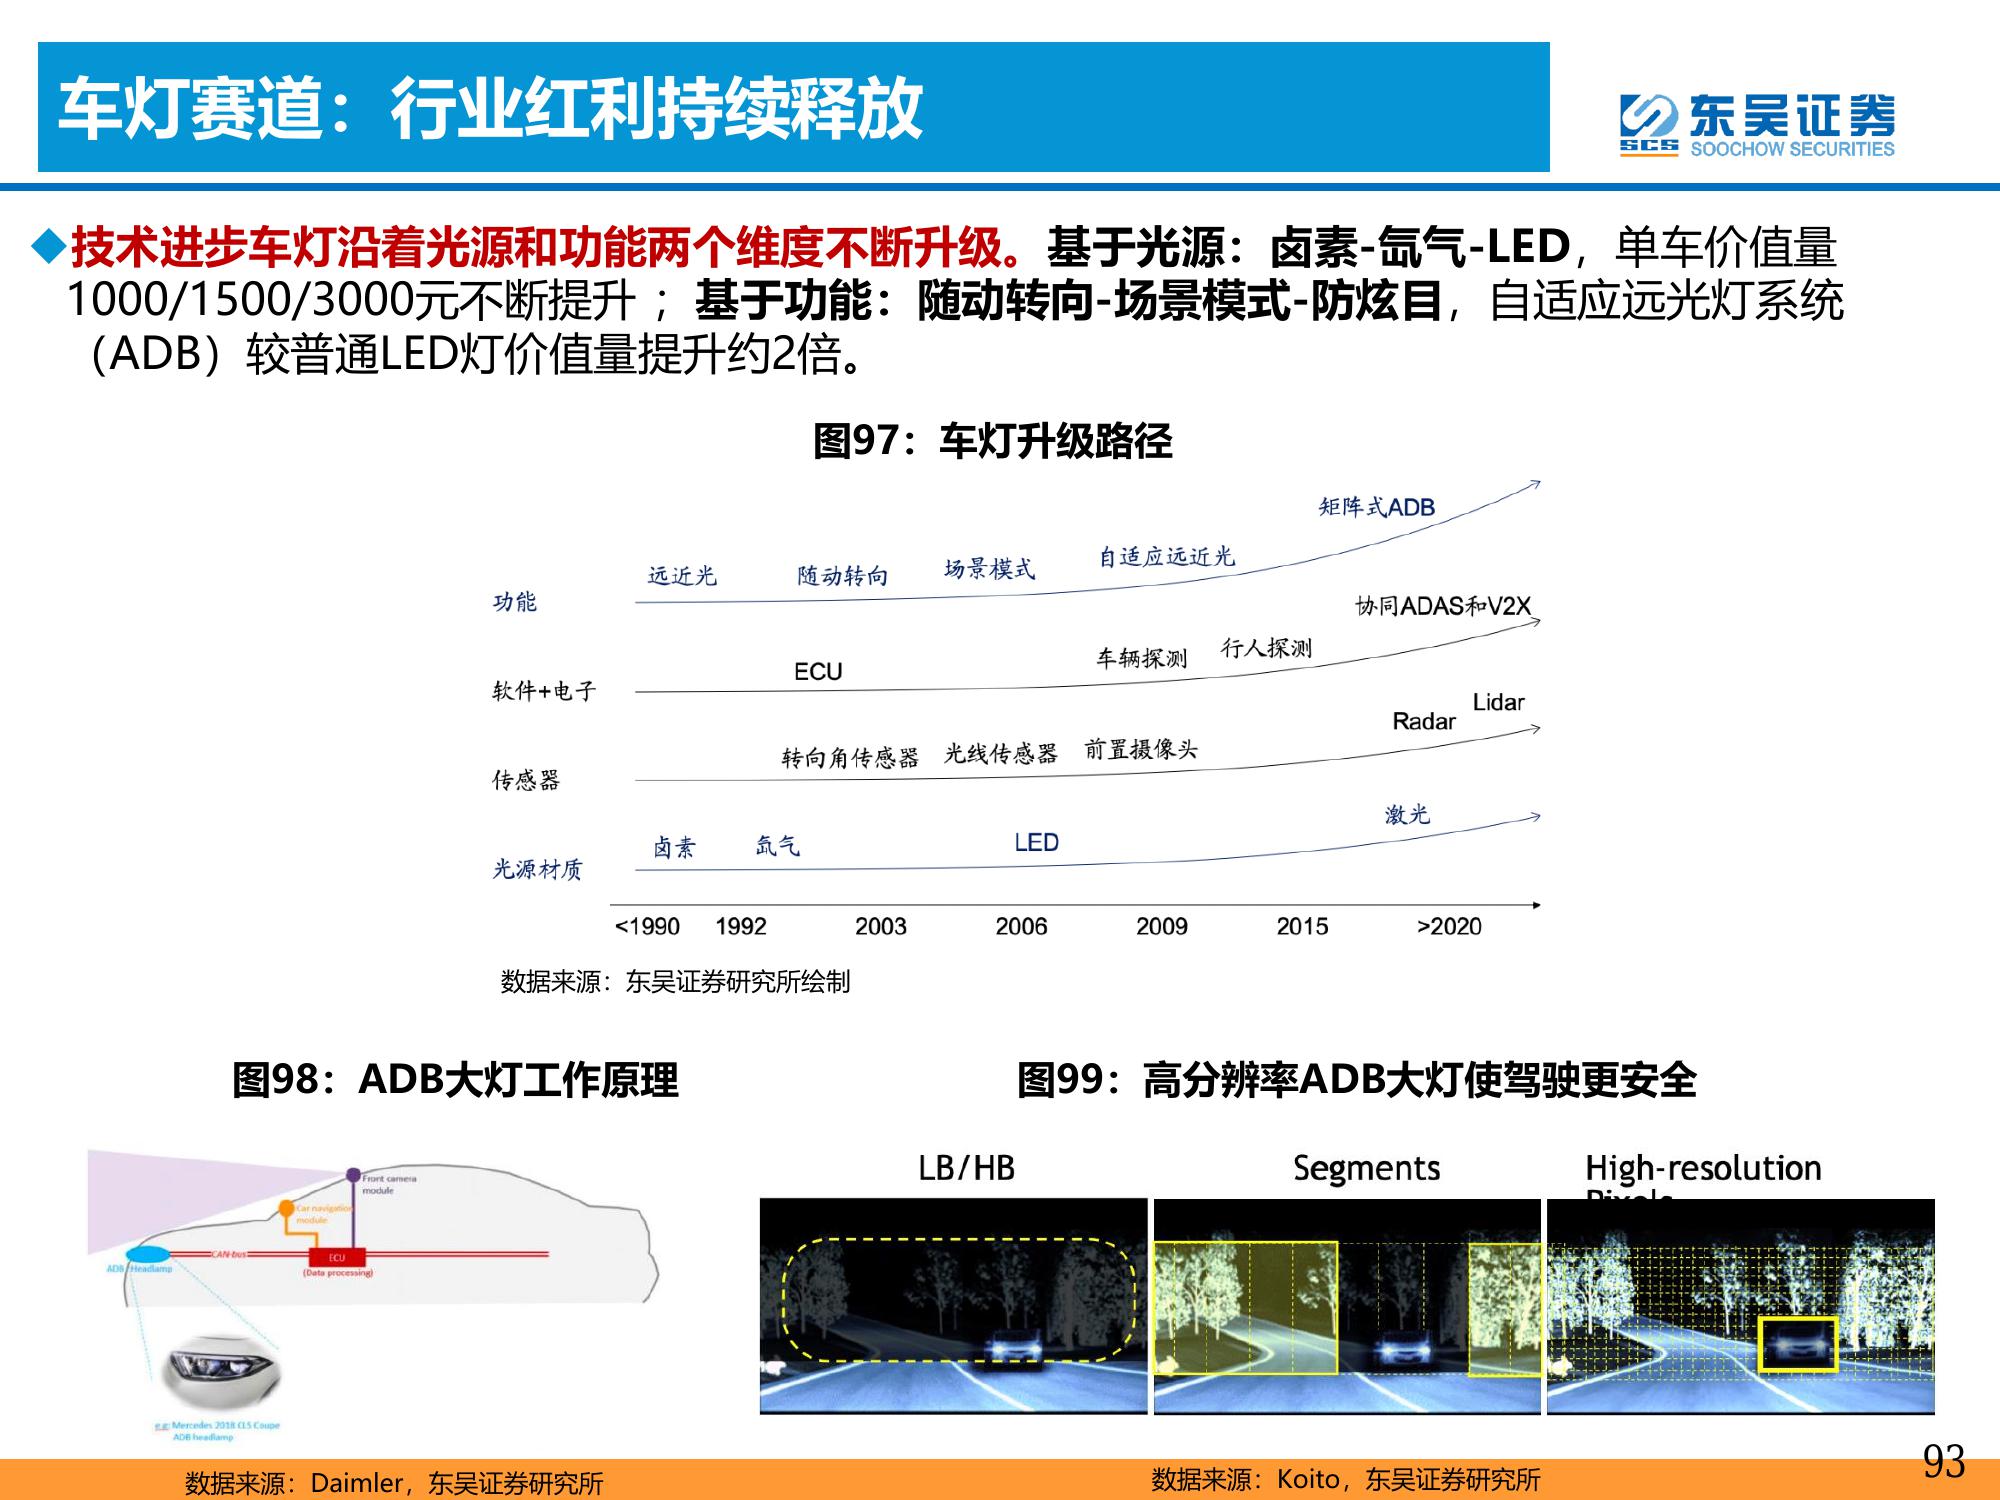 车灯赛道：行业红利持续释放
SCS
东吴证券
SOOCHOW SECURITIES
技术进步车灯沿着光源和功能两个维度不断升级。基于光源：卤素-氙气-LED，单车价值量
1000/1500/3000元不断提升；基于功能：随动转向-场景模式-防炫目，自适应远光灯系统
（ADB）较普通LED灯价值量提升约2倍。
图97：车灯升级路径
矩阵式ADB
自适应远近光
场景模式
随动转向
远近光
功能
协同ADAS和V2X
行人探测
车辆探测
ECU
软件+电子
Lidar
Radar
前置摄像头
光线传感器
转向角传感器
传感器
激光
LED
氙气
卤素
光源材质
<1990 1992 2003 2006 2009 2015 >2020
数据来源：东吴证券研究所绘制
图98：ADB大灯工作原理
Front camera
module
Car navigation
module
CAN-bus
ECU
(Data processing)
ADB Headlamp
e.g: Mercedes 2018 CLS Coupe
ADB headlamp
数据来源：Daimler，东吴证券研究所
图99：高分辨率ADB大灯使驾驶更安全
LB/HB
Segments
High-resolution
Pixels
数据来源：Koito，东吴证券研究所
93